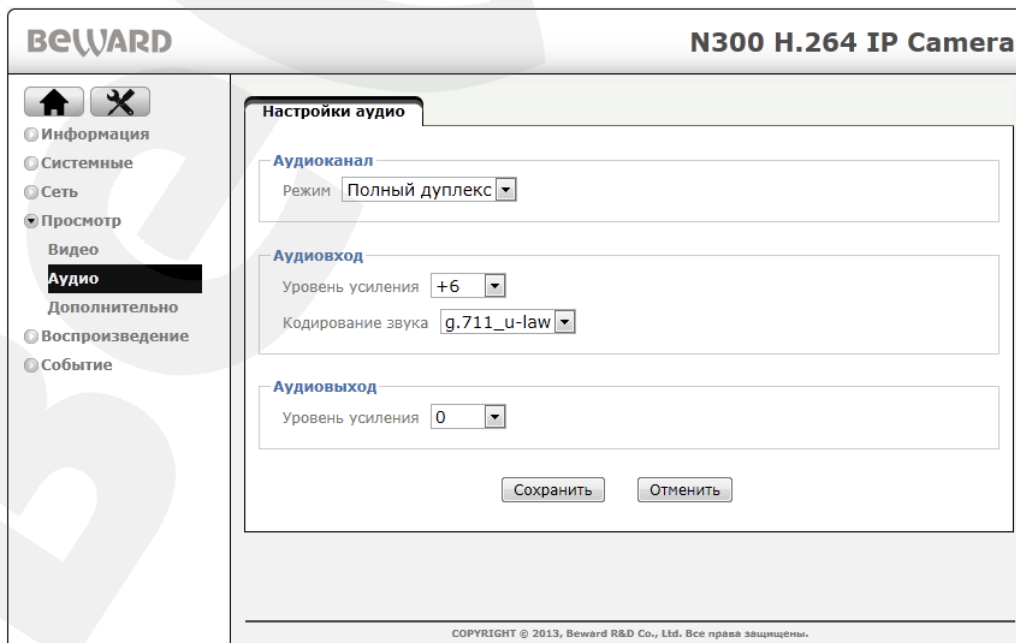 BEWARD
N300 H.264 IP Camera
Информация
Системные
Сеть
Просмотр
Видео
Аудио
Дополнительно
Воспроизведение
Событие
Настройки аудио
Аудиоканал
Режим Полный дуплекс
Аудиовход
Уровень усиления +6
Кодирование звука g.711_u-law
Аудиовыход
Уровень усиления 0
Сохранить Отменить
COPYRIGHT © 2013, Beward R&D Co., Ltd. Все права защищены.